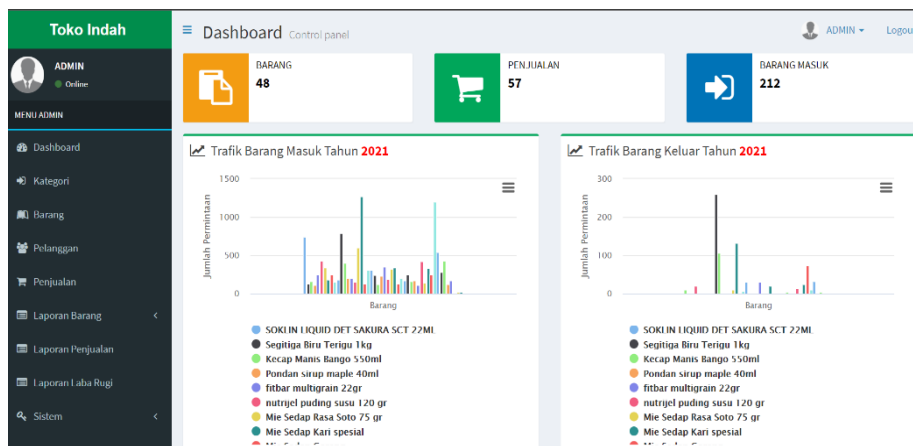 Toko Indah
ADMIN
Online
MENU ADMIN
Dashboard
Kategori
Barang
Pelanggan
Penjualan
Laporan Barang
Laporan Penjualan
Laporan Laba Rugi
Sistem
Dashboard Control panel
ADMIN
Logou
BARANG
48
PENJUALAN
57
BARANG MASUK
212
Trafik Barang Masuk Tahun 2021
Jumlah Permintaan
1500
1000
500
0
Barang
SOKLIN LIQUID DET SAKURA SCT 22ML
Segitiga Biru Terigu 1kg
Kecap Manis Bango 550ml
Pondan sirup maple 40ml
fitbar multigrain 22gr
nutrijel puding susu 120 gr
Mie Sedap Rasa Soto 75 gr
Mie Sedap Kari spesial
Trafik Barang Keluar Tahun 2021
Jumlah Permintaan
300
200
100
0
Barang
SOKLIN LIQUID DET SAKURA SCT 22ML
Segitiga Biru Terigu 1kg
Kecap Manis Bango 550ml
Pondan sirup maple 40ml
fitbar multigrain 22gr
nutrijel puding susu 120 gr
Mie Sedap Rasa Soto 75 gr
Mie Sedap Kari spesial